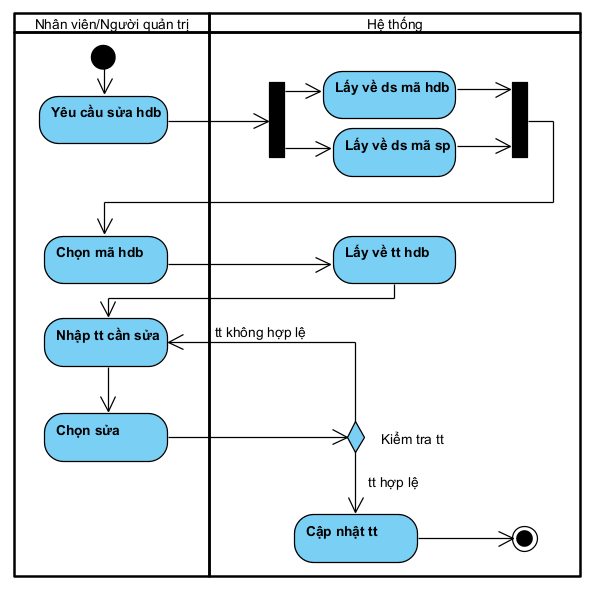 Nhân viên/Người quản trị
Hệ thống
Yêu cầu sửa hdb
Lấy về ds mã hdb
Lấy về ds mã sp
Chọn mã hdb
Lấy về tt hdb
Nhập tt cần sửa
tt không hợp lệ
Chọn sửa
Kiểm tra tt
tt hợp lệ
Cập nhật tt